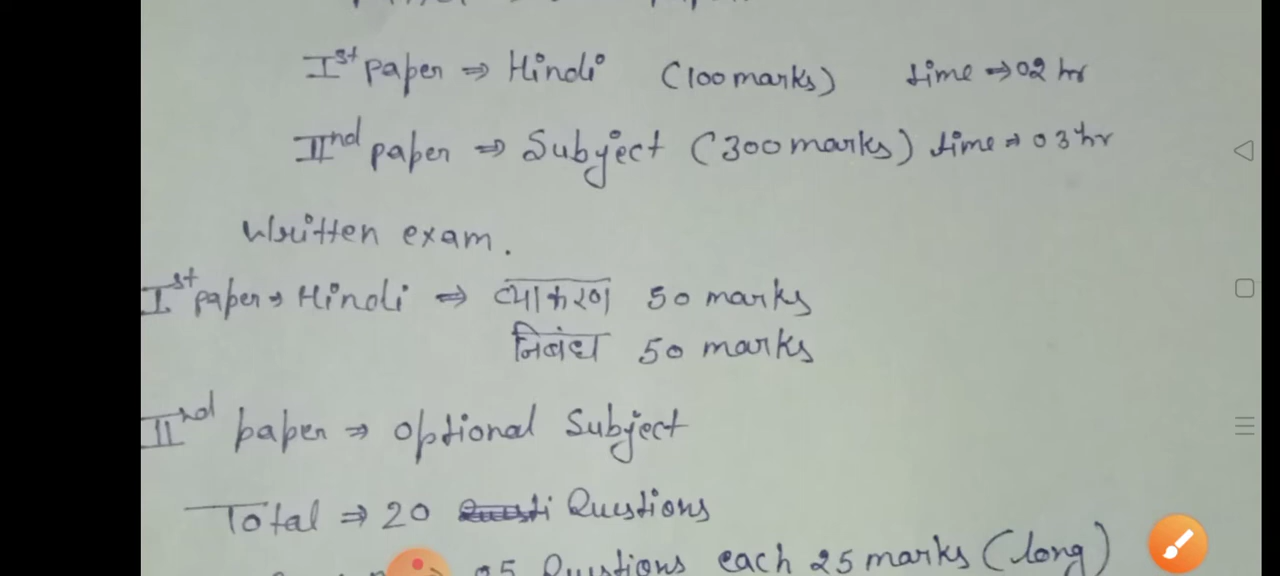 Ist paper ⇒ Hindi (100 marks) time ⇒ 02 hr
IInd paper ⇒ Subject (300 marks) time ⇒ 03 hr
Written exam.
Ist paper ⇒ Hindi ⇒ व्याकरण 50 marks
निबंध 50 marks
IInd paper ⇒ Optional Subject
Total ⇒ 20 Questions
05 Questions each 25 marks (long)